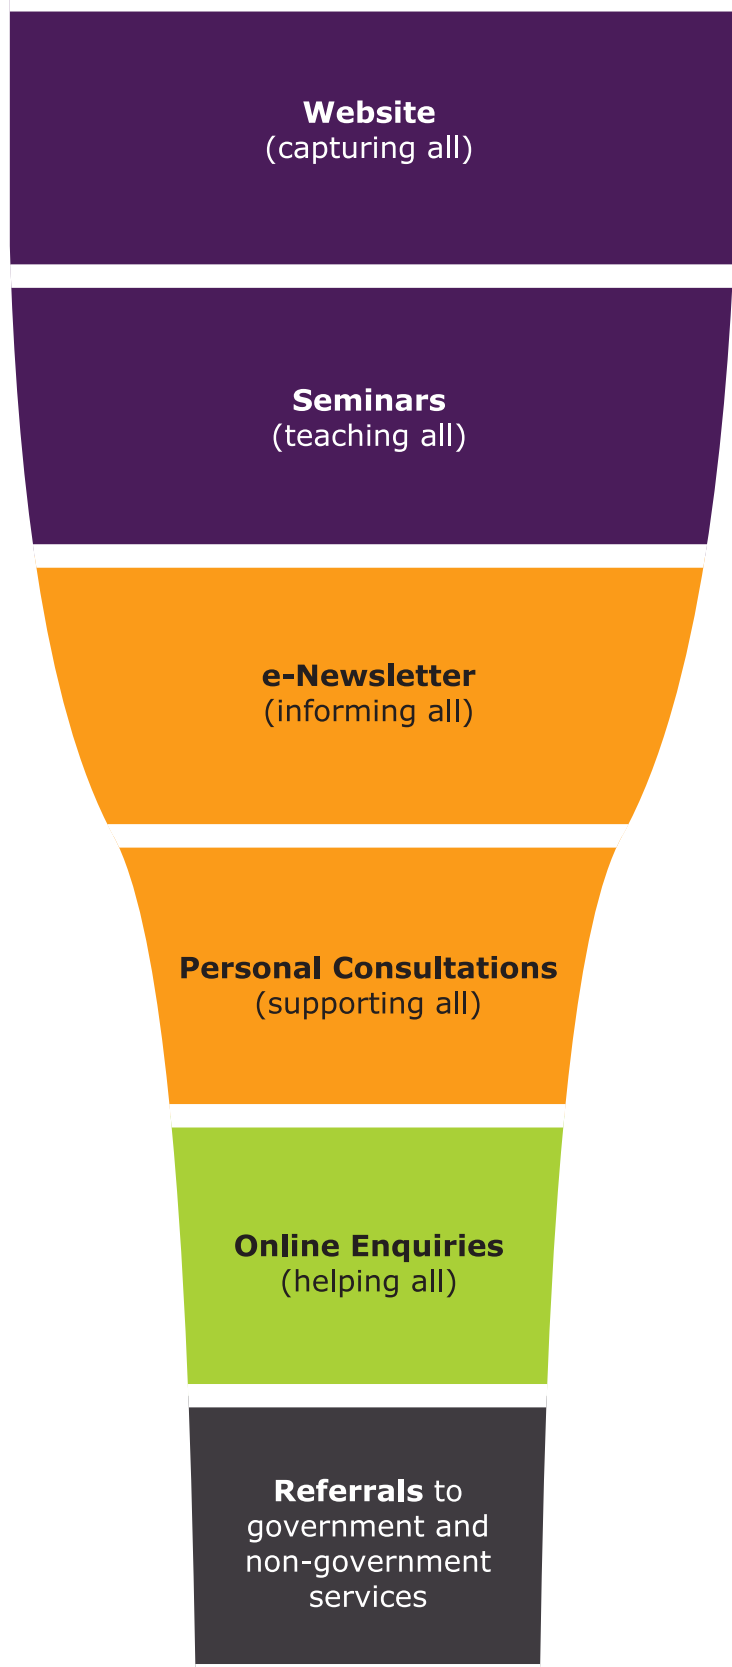 Website
(capturing all)
Seminars
(teaching all)
e-Newsletter
(informing all)
Personal Consultations
(supporting all)
Online Enquiries
(helping all)
Referrals to
government and
non-government
services